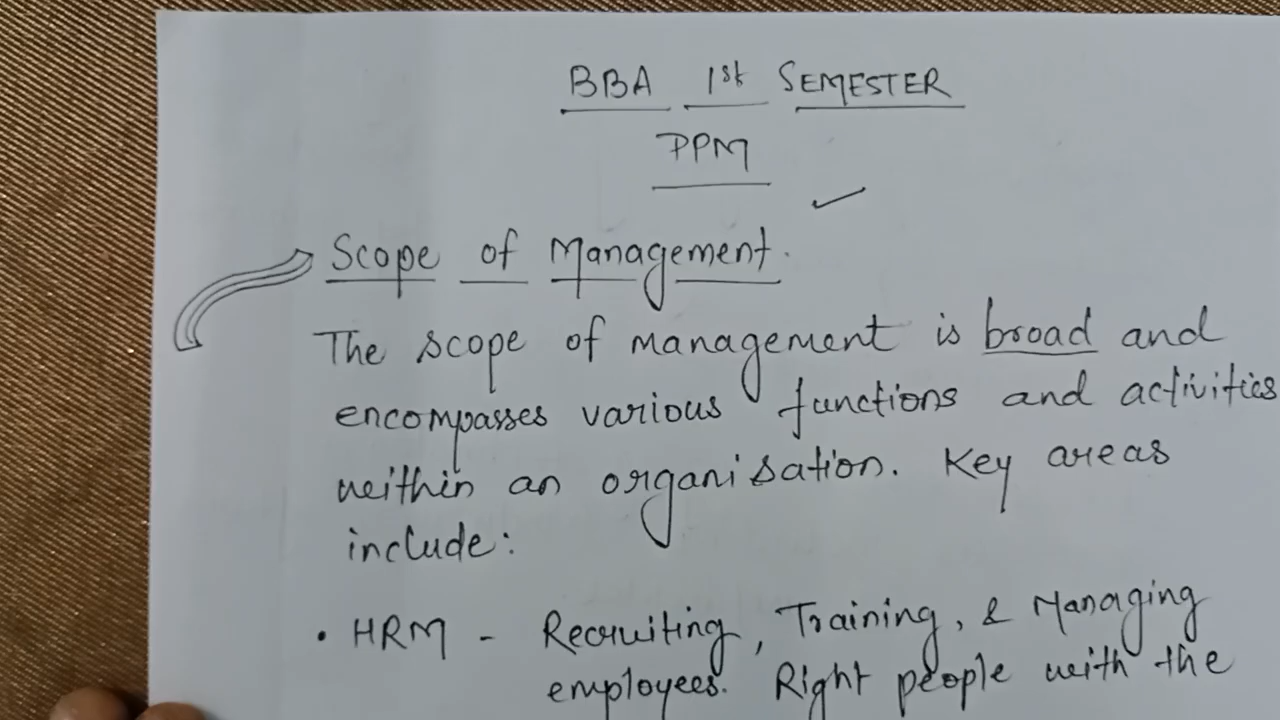 BBA 1st SEMESTER
PPM
Scope of Management.
The scope of management is broad and
encompasses various functions and activities
within an organisation. Key areas
include:
• HRM - Recruiting, Training, & Managing
employees. Right people with the